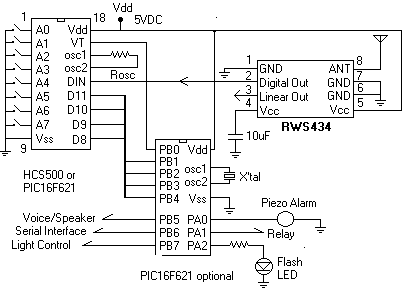 Vdd
5VDC
1
18
A0
Vdd
A1
VT
A2
osc1
A3
osc2
A4
DIN
A5
D11
A6
D10
A7
D9
Vss
D8
9
Rosc
HCS500 or
PIC16F621
1
GND
ANT
8
2
Digital Out
GND
7
3
Linear Out
GND
6
4
Vcc
Vcc
5
RWS434
10uF
PB0
Vdd
PB1
PB2
osc1
PB3
osc2
PB4
Vss
X'tal
PB5
PA0
PB6
PA1
PB7
PA2
Voice/Speaker
Serial Interface
Light Control
Piezo Alarm
Relay
Flash
LED
PIC16F621 optional